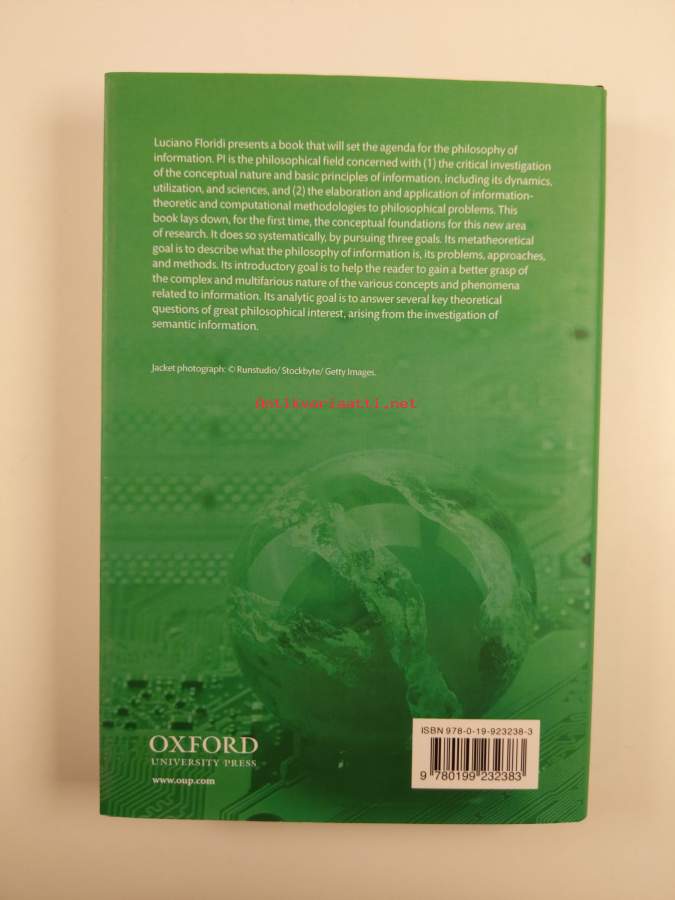 Luciano Floridi presents a book that will set the agenda for the philosophy of
information. PI is the philosophical field concerned with (1) the critical investigation
of the conceptual nature and basic principles of information, including its dynamics,
utilization, and sciences, and (2) the elaboration and application of information-
theoretic and computational methodologies to philosophical problems. This
book lays down, for the first time, the conceptual foundations for this new area
of research. It does so systematically, by pursuing three goals. Its metatheoretical
goal is to describe what the philosophy of information is, its problems, approaches,
and methods. Its introductory goal is to help the reader to gain a better grasp of
the complex and multifarious nature of the various concepts and phenomena
related to information. Its analytic goal is to answer several key theoretical
questions of great philosophical interest, arising from the investigation of
semantic information.
Jacket photograph: © Runstudio/ Stockbyte/ Getty Images.
antikvariaatti.net
ISBN 978-0-19-923238-3
9 780199 232383
OXFORD
UNIVERSITY PRESS
www.oup.com